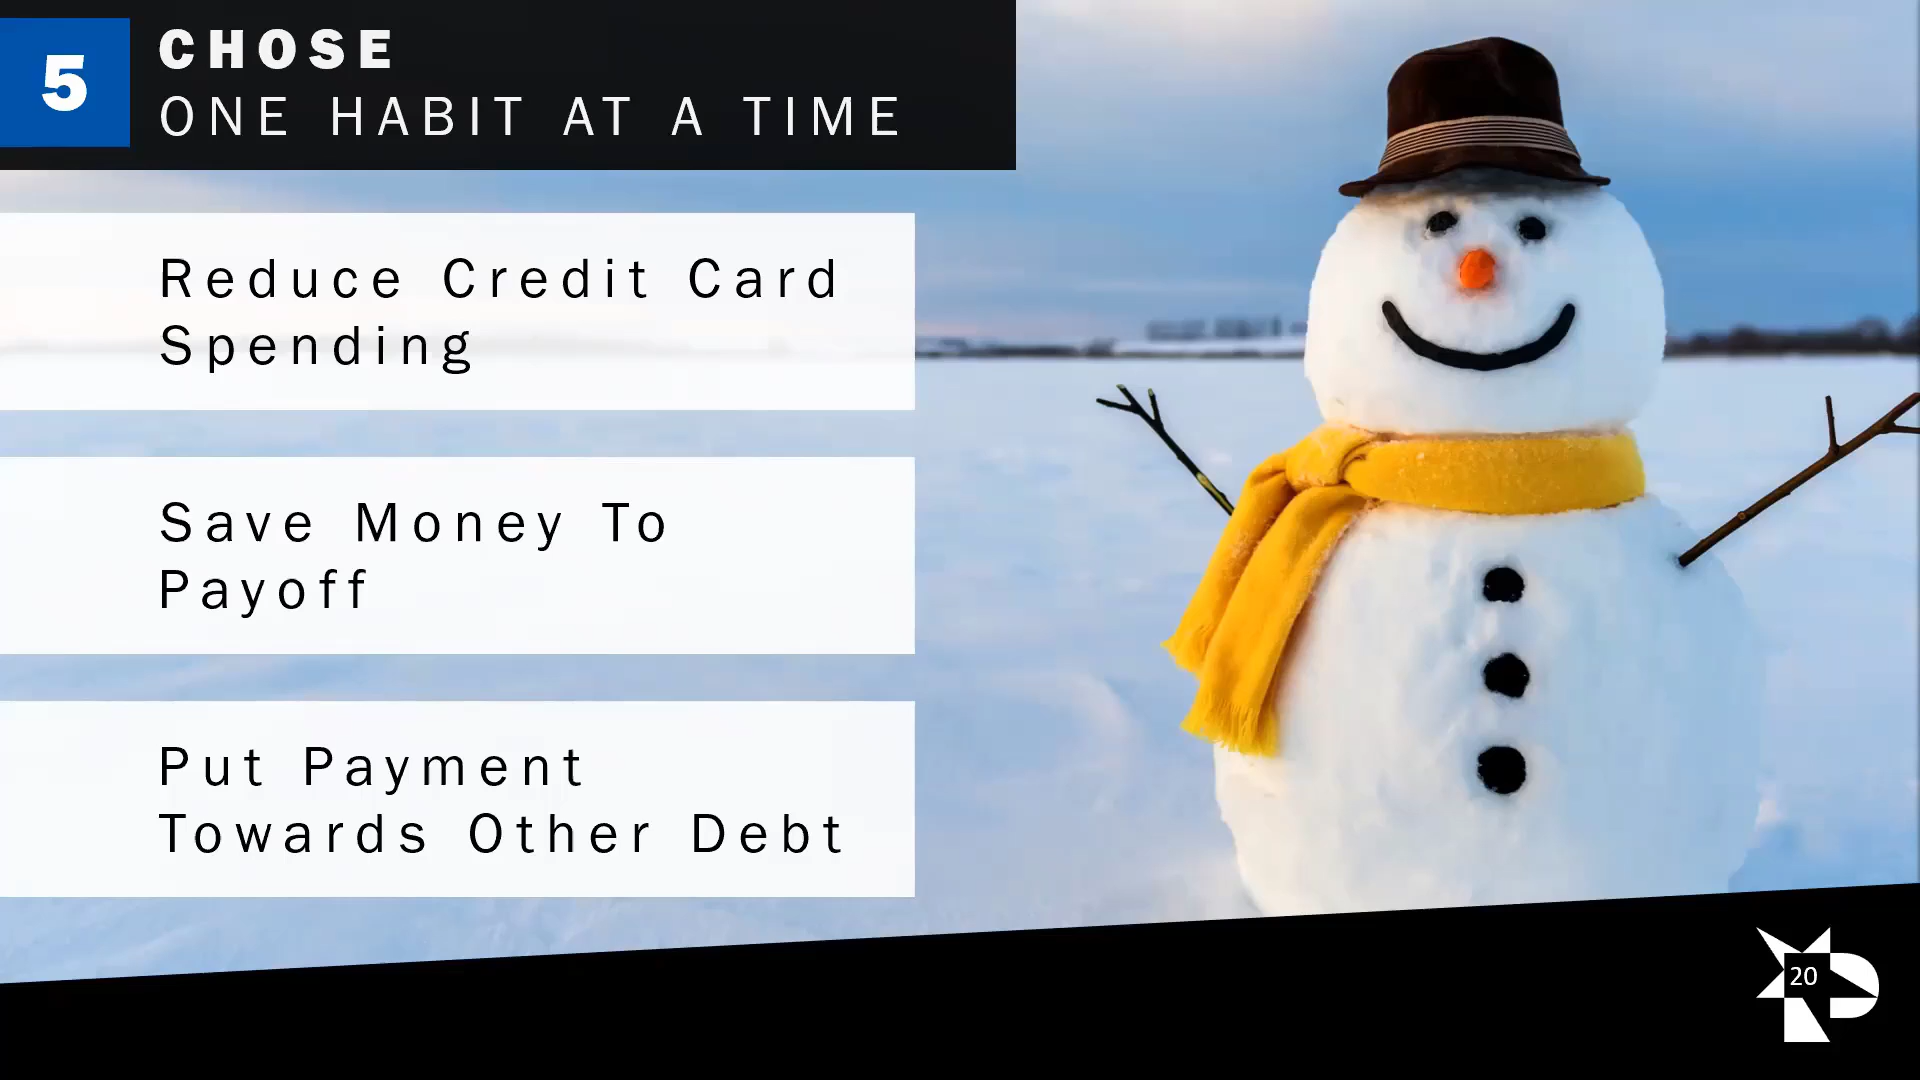 5
CHOSE
ONE HABIT AT A TIME
Reduce Credit Card
Spending
Save Money To
Payoff
Put Payment
Towards Other Debt
20